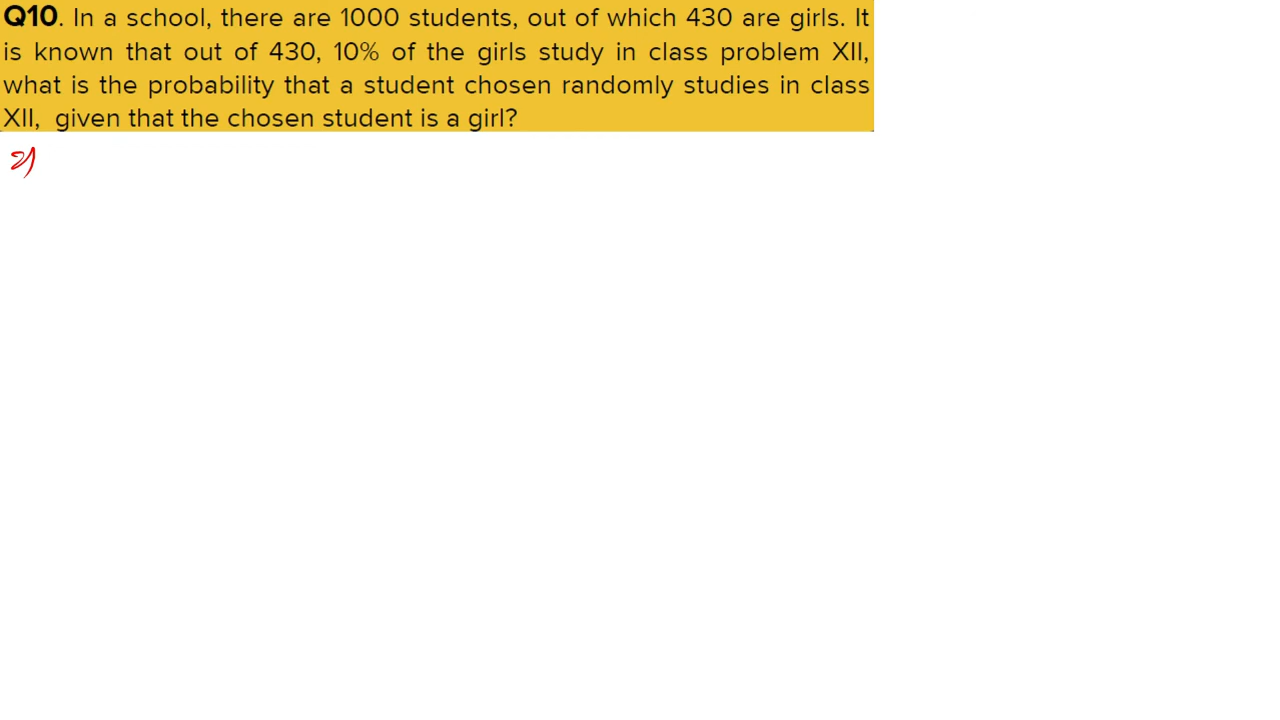 Q10. In a school, there are 1000 students, out of which 430 are girls. It
is known that out of 430, 10% of the girls study in class problem XII,
what is the probability that a student chosen randomly studies in class
XII, given that the chosen student is a girl?